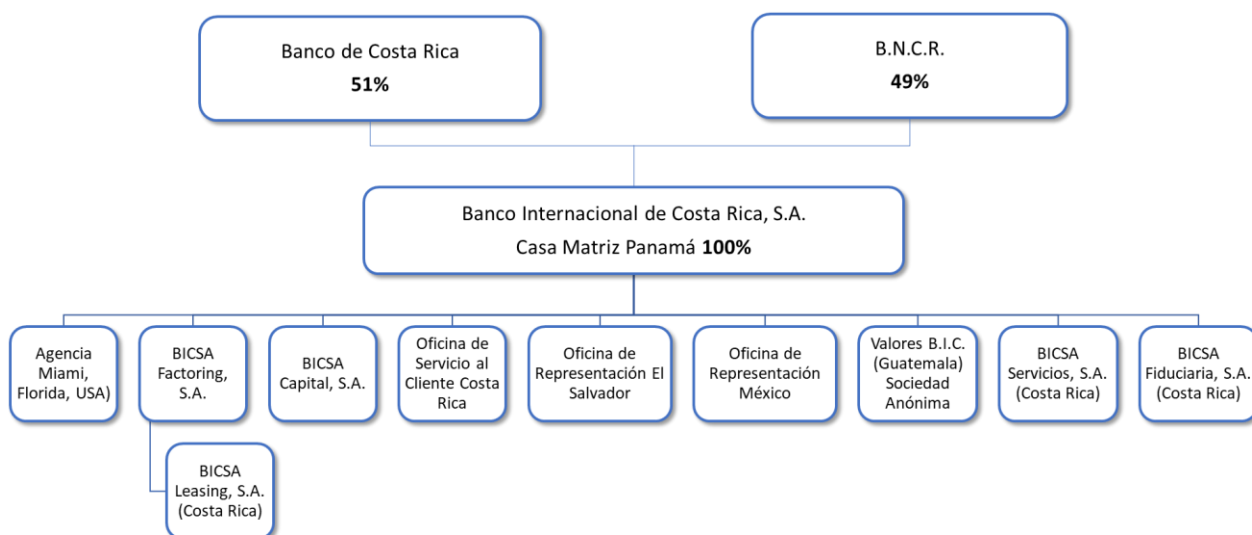 Banco de Costa Rica
51%
B.N.C.R.
49%
Banco Internacional de Costa Rica, S.A.
Casa Matriz Panamá 100%
Agencia
Miami,
Florida, USA)
BICSA
Factoring,
S.A.
BICSA
Capital, S.A.
Oficina de
Servicio al
Cliente Costa
Rica
Oficina de
Representación El
Salvador
Oficina de
Representación
México
Valores B.I.C.
(Guatemala)
Sociedad
Anónima
BICSA
Servicios, S.A.
(Costa Rica)
BICSA
Fiduciaria, S.A.
(Costa Rica)
BICSA
Leasing, S.A.
(Costa Rica)